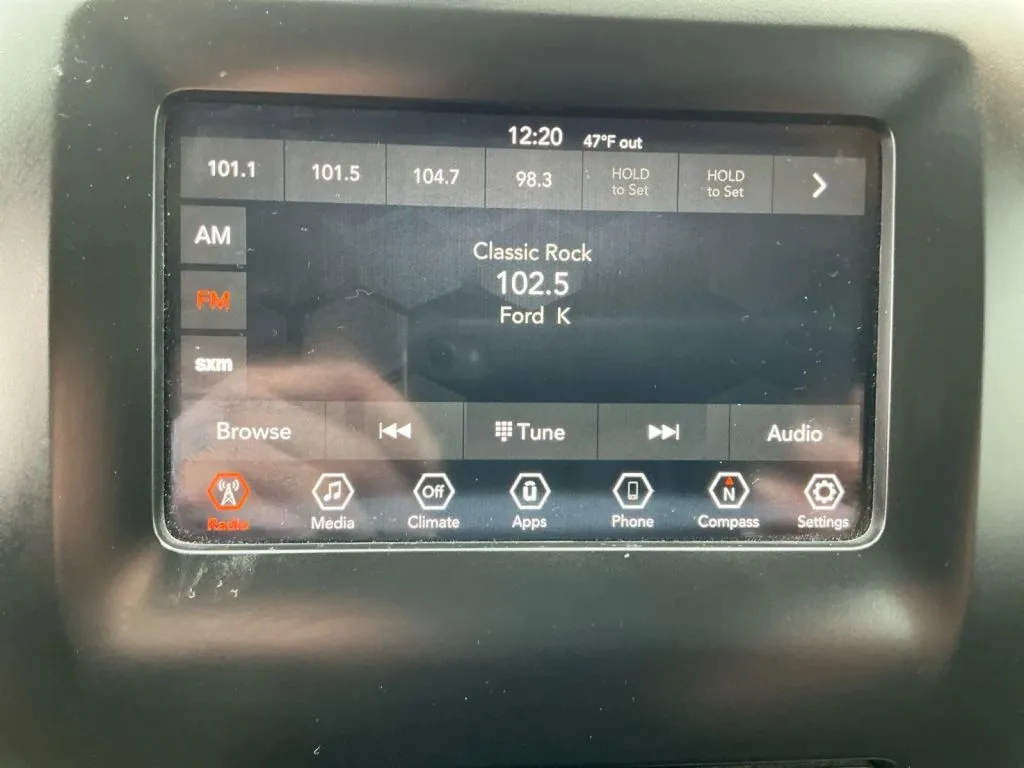 12:20 47°F out
101.1 101.5 104.7 98.3 HOLD to Set HOLD to Set
AM
FM
sxm
Classic Rock
102.5
Ford K
Browse Tune Audio
Off N
Radio Media Climate Apps Phone Compass Settings